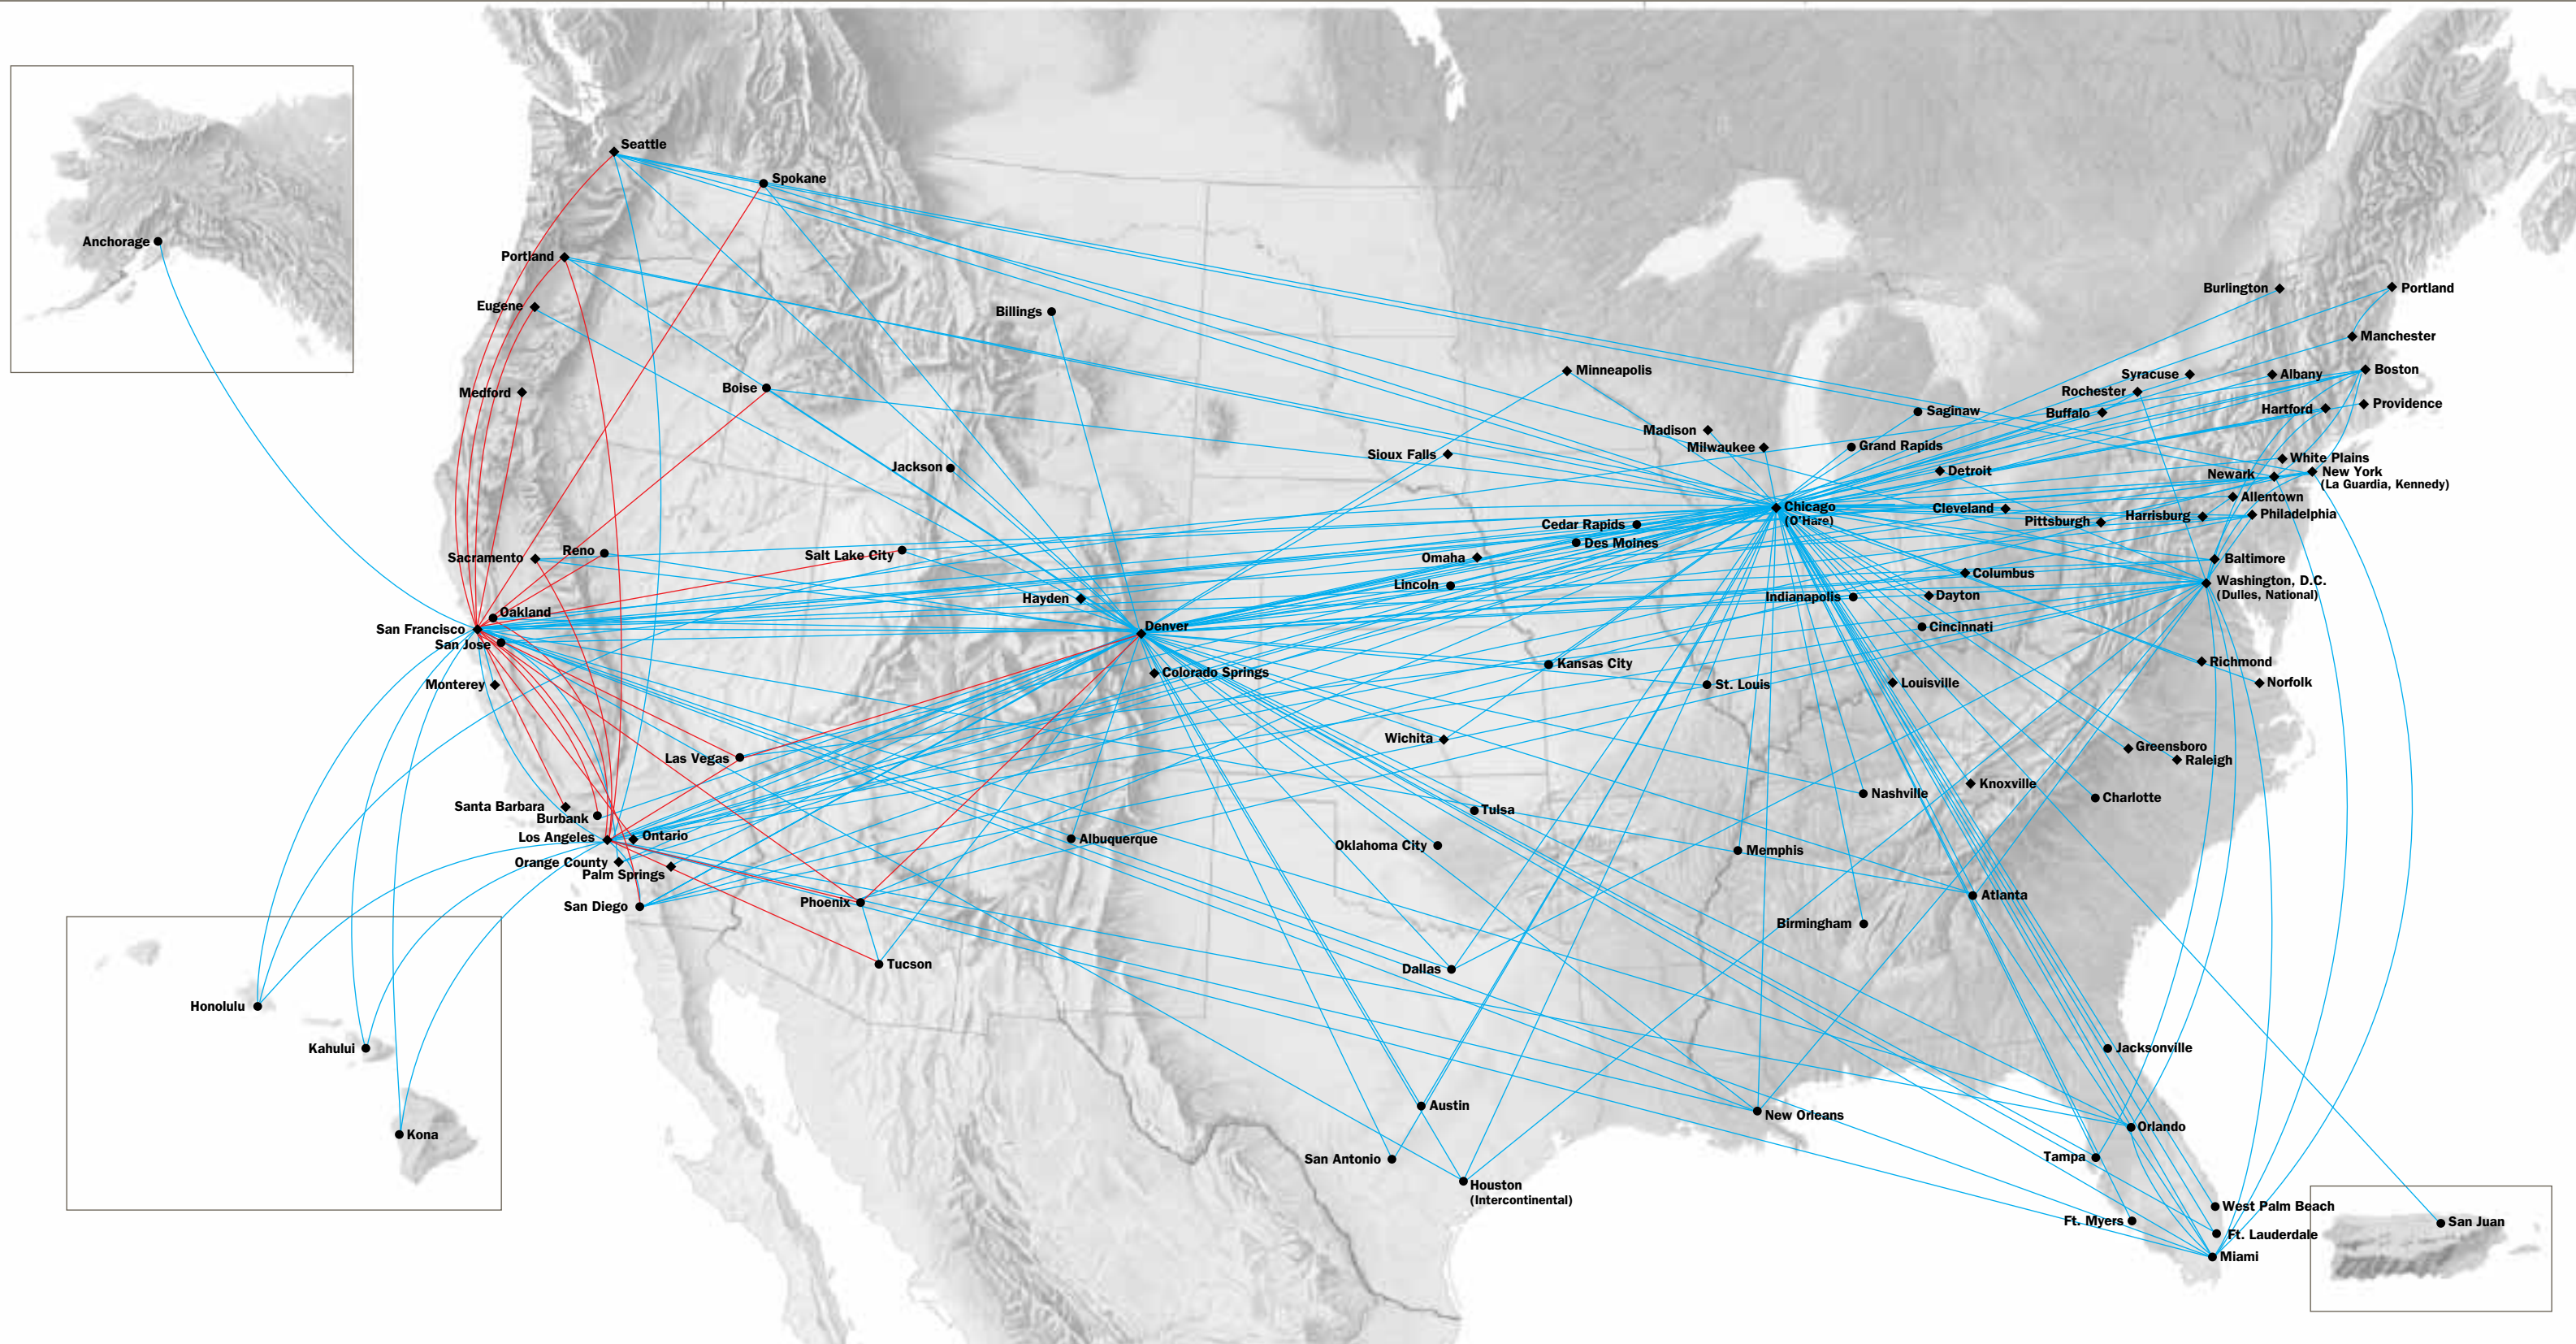 Seattle
Spokane
Anchorage
Portland
Eugene
Billings
Burlington
Portland
Manchester
Minneapolis
Boston
Syracuse
Albany
Medford
Boise
Rochester
Providence
Hartford
Saginaw
Buffalo
Madison
Milwaukee
Grand Rapids
Sioux Falls
White Plains
Jackson
Detroit
Newark
New York
(La Guardia, Kennedy)
Allentown
Chicago
(O'Hare)
Cleveland
Harrisburg
Philadelphia
Pittsburgh
Cedar Rapids
Des Moines
Reno
Salt Lake City
Sacramento
Omaha
Baltimore
Columbus
Washington, D.C.
(Dulles, National)
Lincoln
Hayden
Indianapolis
Dayton
Oakland
San Francisco
Denver
Cincinnati
San Jose
Kansas City
Richmond
Colorado Springs
Monterey
St. Louis
Louisville
Norfolk
Wichita
Greensboro
Las Vegas
Raleigh
Knoxville
Nashville
Charlotte
Santa Barbara
Burbank
Tulsa
Los Angeles
Ontario
Albuquerque
Oklahoma City
Memphis
Orange County
Palm Springs
Atlanta
San Diego
Phoenix
Birmingham
Tucson
Dallas
Honolulu
Kahului
Jacksonville
Austin
New Orleans
Orlando
Kona
San Antonio
Tampa
Houston
(Intercontinental)
West Palm Beach
Ft. Myers
San Juan
Ft. Lauderdale
Miami